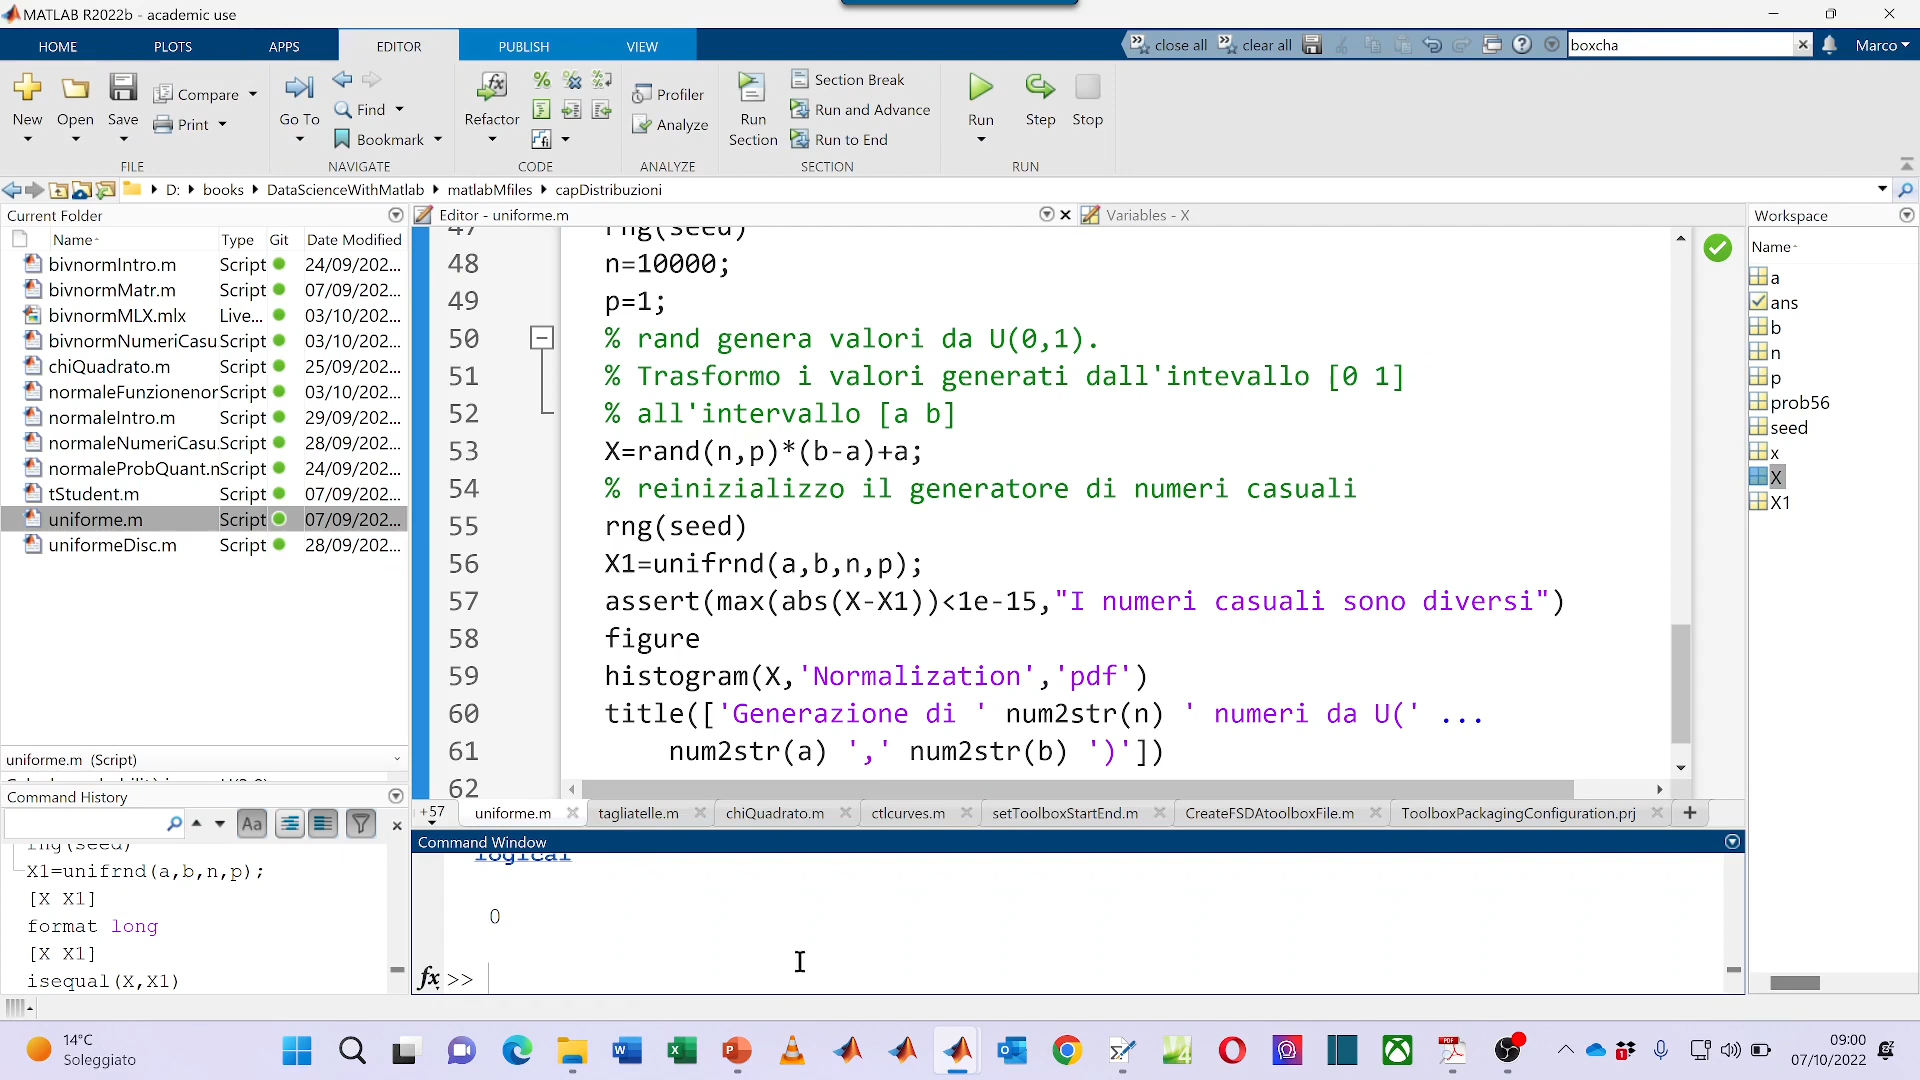 MATLAB R2022b - academic use
HOME PLOTS APPS EDITOR PUBLISH VIEW close all clear all boxcha Marco
New Open Save Compare Print Go To Find Bookmark Refactor Profiler Analyze Run Section Section Break Run and Advance Run to End Run Step Stop
FILE NAVIGATE CODE ANALYZE SECTION RUN
D: books DataScienceWithMatlab matlabMfiles capDistribuzioni
Current Folder
Name Type Git Date Modified
bivnormIntro.m Script 24/09/202...
bivnormMatr.m Script 07/09/202...
bivnormMLX.mlx Live... 03/10/202...
bivnormNumeriCasu Script 03/10/202...
chiQuadrato.m Script 25/09/202...
normaleFunzionenor Script 03/10/202...
normaleIntro.m Script 29/09/202...
normaleNumeriCasu. Script 28/09/202...
normaleProbQuant.n Script 24/09/202...
tStudent.m Script 07/09/202...
uniforme.m Script 07/09/202...
uniformeDisc.m Script 28/09/202...
uniforme.m (Script)
Command History
Aa
rng(seed)
X1=unifrnd(a,b,n,p);
[X X1]
format long
[X X1]
isequal(X,X1)
Editor - uniforme.m Variables - X
47 rng(seed)
48 n=10000;
49 p=1;
50 % rand genera valori da U(0,1).
51 % Trasformo i valori generati dall'intevallo [0 1]
52 % all'intervallo [a b]
53 X=rand(n,p)*(b-a)+a;
54 % reinizializzo il generatore di numeri casuali
55 rng(seed)
56 X1=unifrnd(a,b,n,p);
57 assert(max(abs(X-X1))<1e-15,"I numeri casuali sono diversi")
58 figure
59 histogram(X,'Normalization','pdf')
60 title(['Generazione di ' num2str(n) ' numeri da U(' ...
61 num2str(a) ',' num2str(b) ')'])
62
+57 uniforme.m tagliatelle.m chiQuadrato.m ctlcurves.m setToolboxStartEnd.m CreateFSDAtoolboxFile.m ToolboxPackagingConfiguration.prj +
Command Window
logical
0
fx >>
Workspace
Name
a
ans
b
n
p
prob56
seed
x
X
X1
14°C
Soleggiato
09:00
07/10/2022